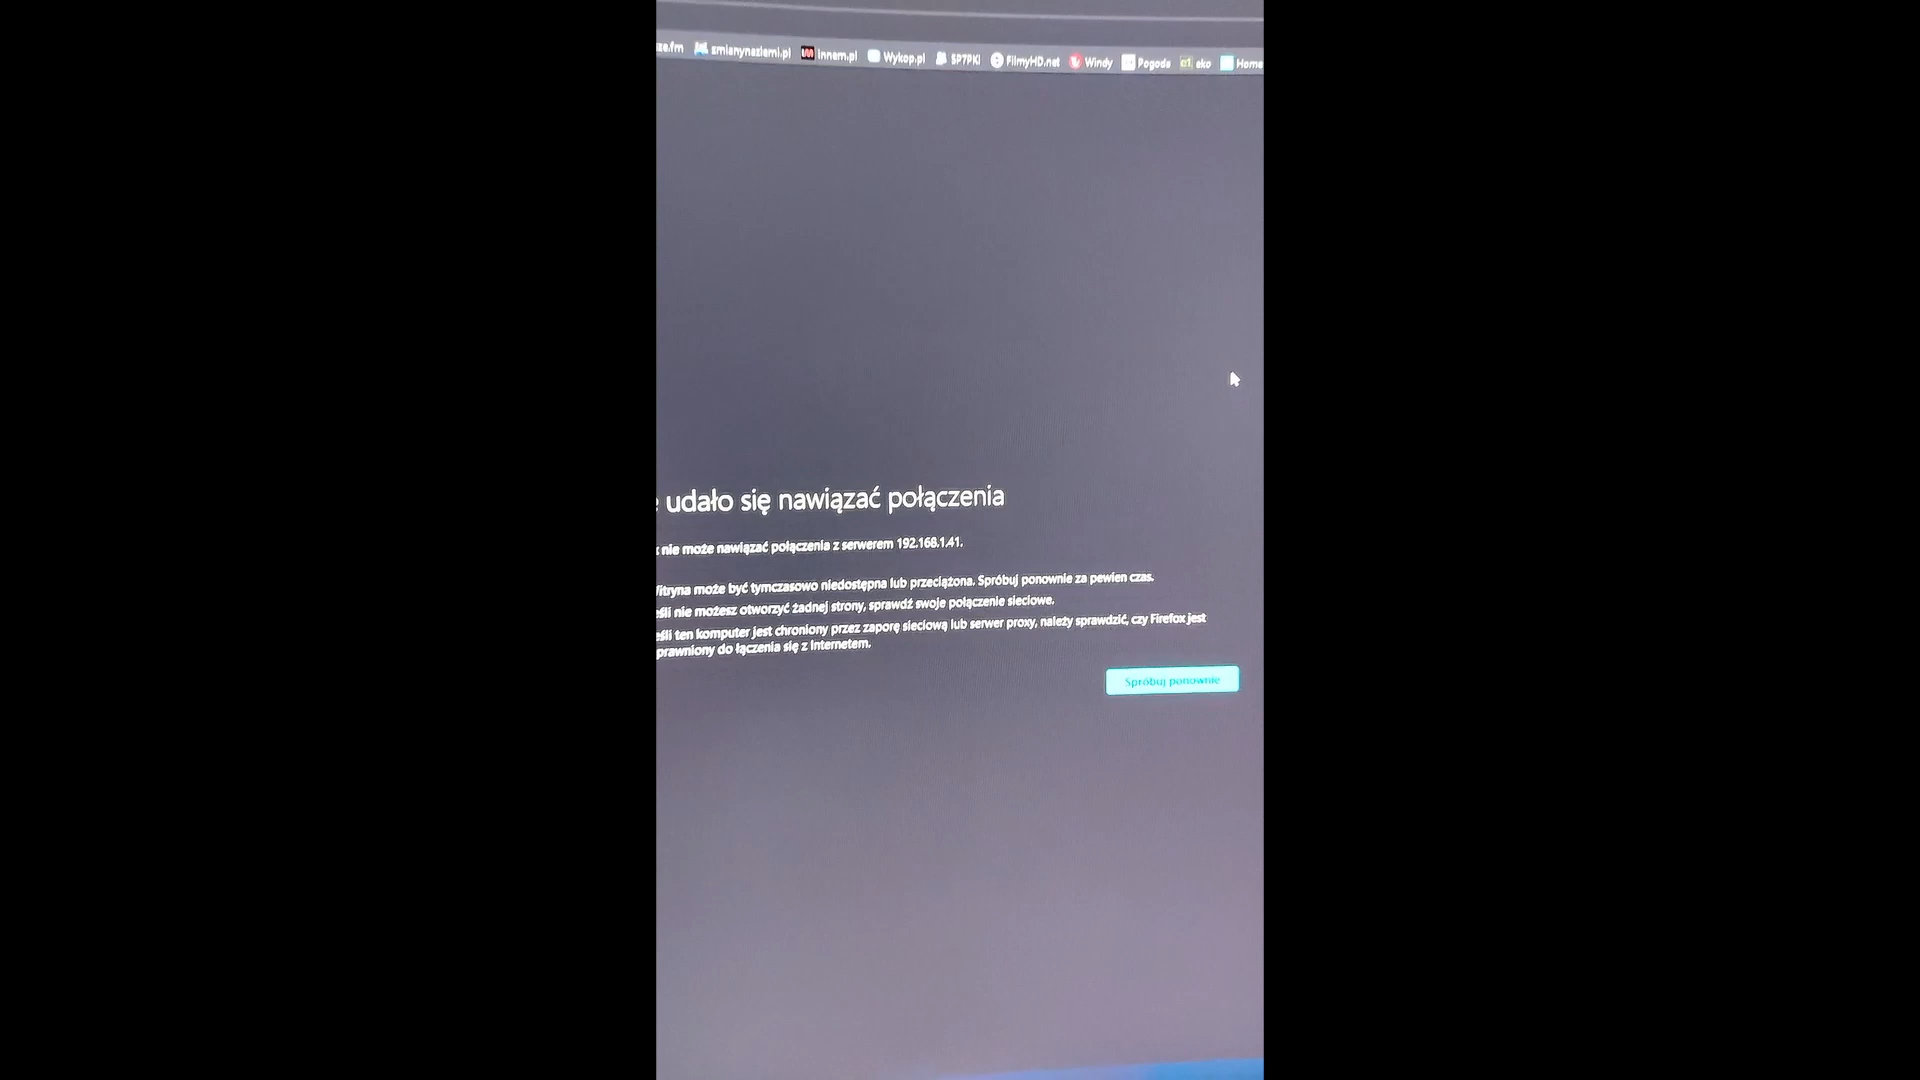 ze.fm zmianynaziemi.pl Innem.pl Wykop.pl SP7PKI FilmyHD.net Windy Pogoda eko Home
udało się nawiązać połączenia
nie może nawiązać połączenia z serwerem 192.168.1.41.
itryna może być tymczasowo niedostępna lub przeciążona. Spróbuj ponownie za pewien czas.
eśli nie możesz otworzyć żadnej strony, sprawdź swoje połączenie sieciowe.
eśli ten komputer jest chroniony przez zaporę sieciową lub serwer proxy, należy sprawdzić, czy Firefox jest
prawniony do łączenia się z Internetem.
Spróbuj ponownie